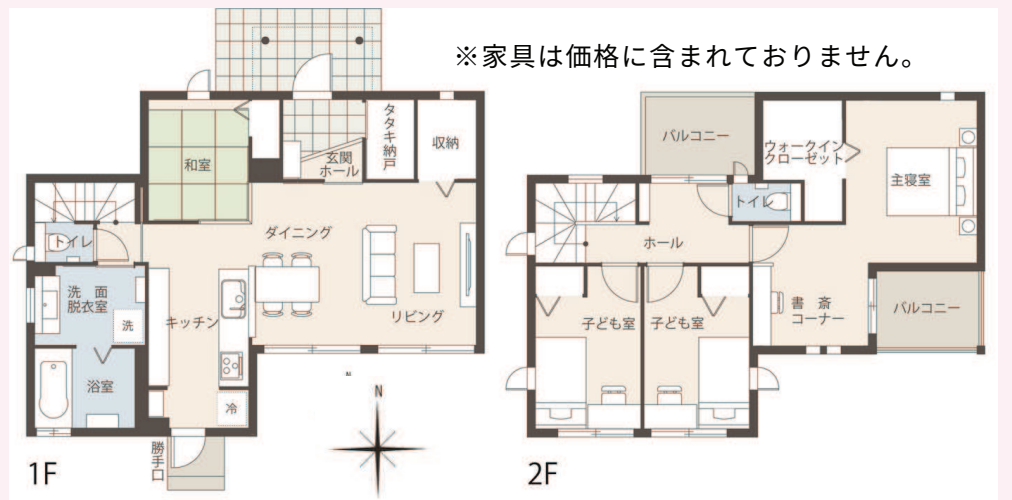 ※家具は価格に含まれておりません。
和室
玄関
ホール
タタキ納戸
収納
トイレ
ダイニング
洗面
脱衣室
洗
キッチン
リビング
浴室
冷
勝手口
1F
N
バルコニー
ウォークイン
クローゼット
主寝室
トイレ
ホール
子ども室
子ども室
書斎
コーナー
バルコニー
2F